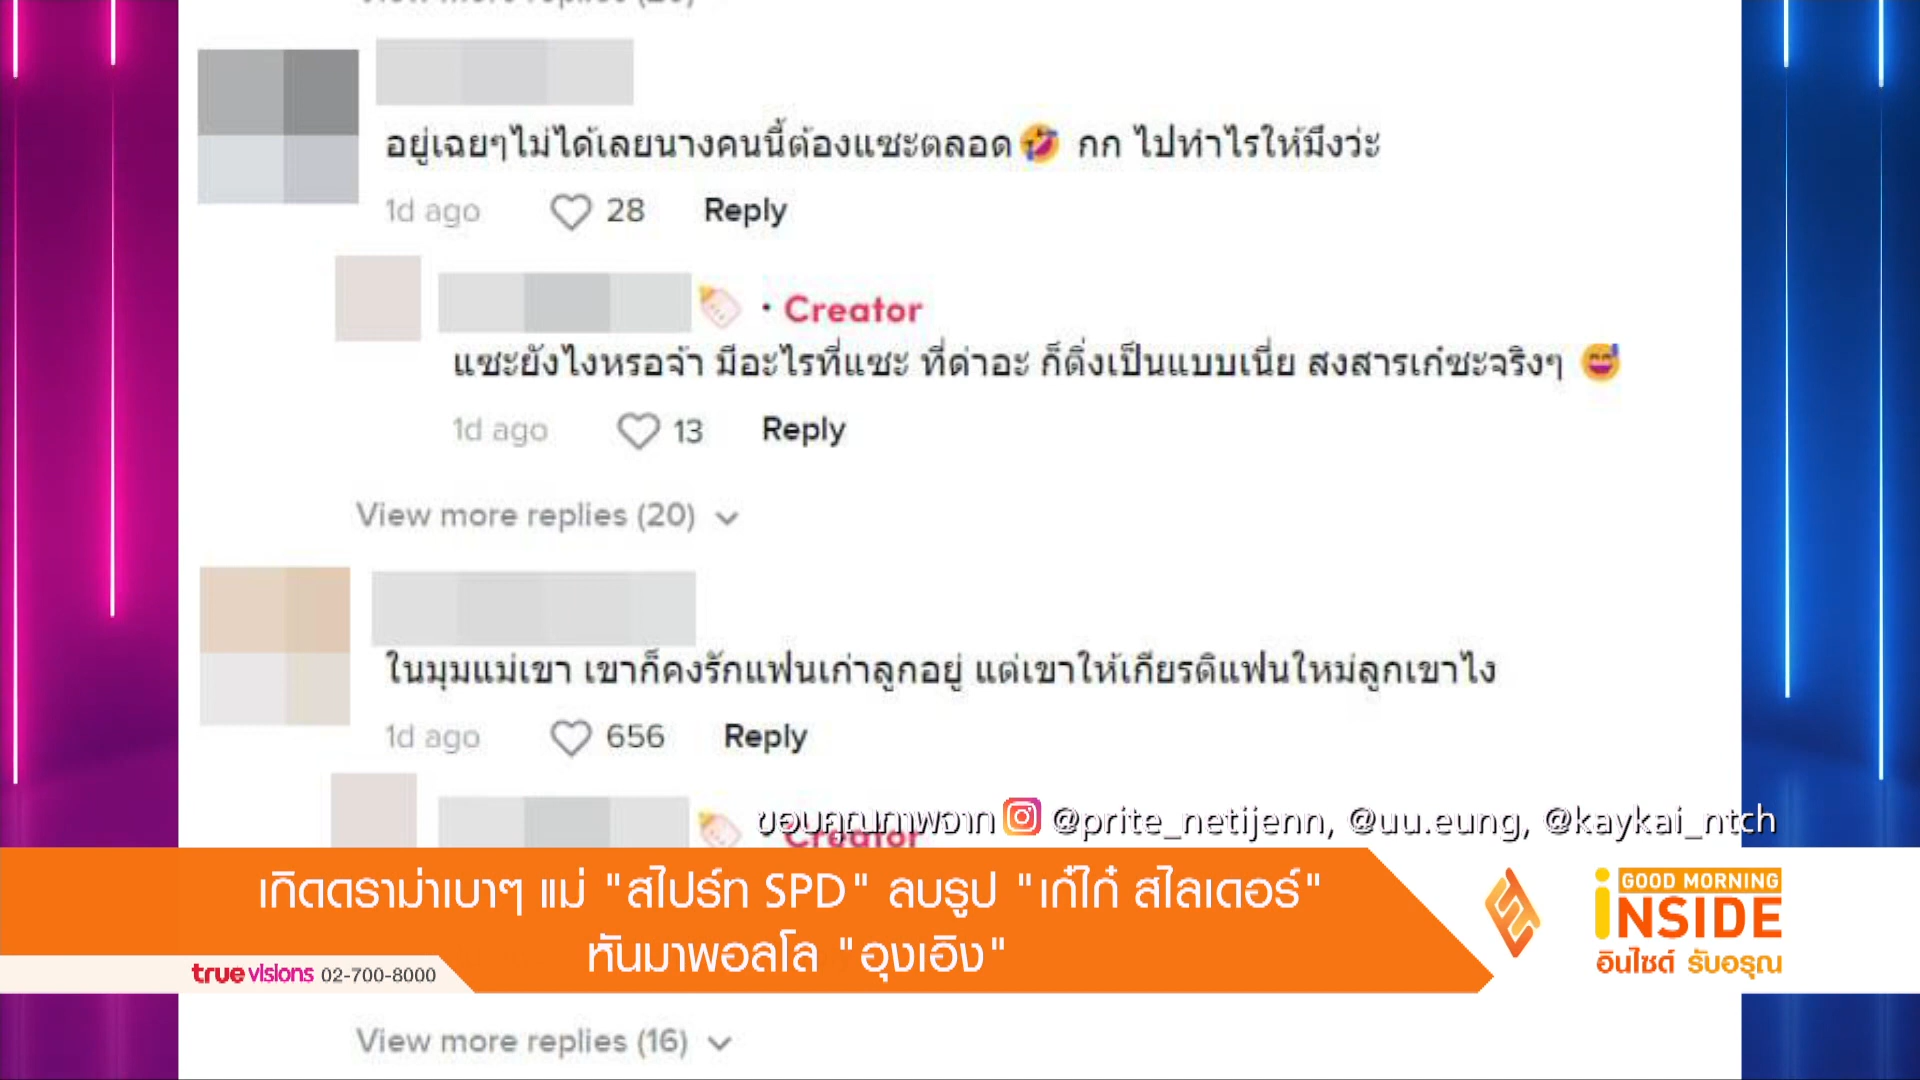 View more replies (20)
อยู่เฉยๆไม่ได้เลยนางคนนี้ต้องแซะตลอด🤣 กก ไปทำไรให้มึงว่ะ
1d ago 28 Reply
· Creator
แซะยังไงหรอจ้า มีอะไรที่แซะ ที่ด่าอะ ก็ติ่งเป็นแบบเนี่ย สงสารเก๋ซะจริงๆ 😅
1d ago 13 Reply
View more replies (20)
ในมุมแม่เขา เขาก็คงรักแฟนเก่าลูกอยู่ แต่เขาให้เกียรติแฟนใหม่ลูกเขาไง
1d ago 656 Reply
Creator
ขอบคุณภาพจาก @prite_netijenn, @uu.eung, @kaykai_ntch
เกิดดราม่าเบาๆ แม่ "สไปร์ท SPD" ลบรูป "เก๋ไก๋ สไลเดอร์"
หันมาฟอลโล "อุงเอิง"
truevisions 02-700-8000
GOOD MORNING
iNSIDE
อินไซด์ รับอรุณ
View more replies (16)